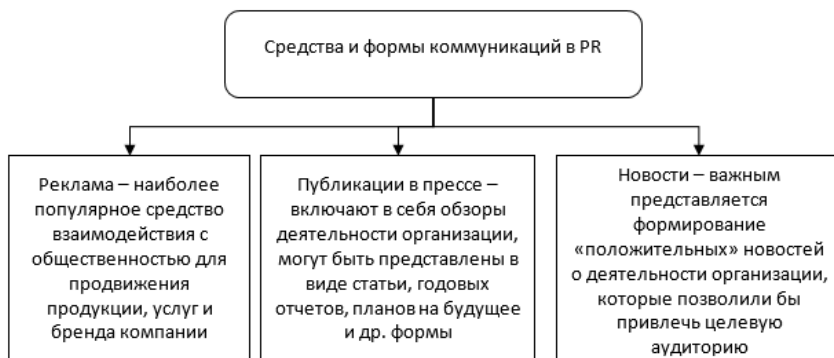 Средства и формы коммуникаций в PR
Реклама – наиболее
популярное средство
взаимодействия с
общественностью для
продвижения
продукции, услуг и
бренда компании
Публикации в прессе –
включают в себя обзоры
деятельности организации,
могут быть представлены в
виде статьи, годовых
отчетов, планов на будущее
и др. формы
Новости – важным
представляется
формирование
«положительных» новостей
о деятельности организации,
которые позволили бы
привлечь целевую
аудиторию